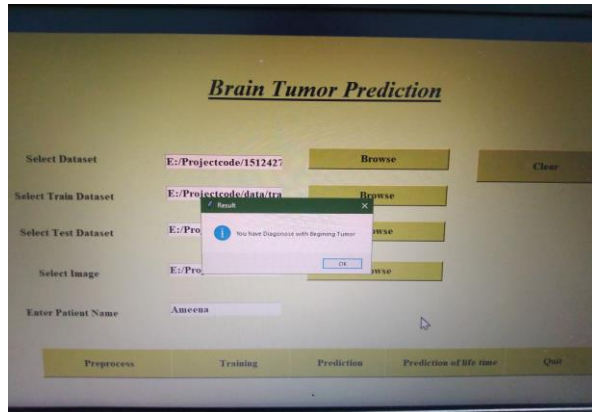 Brain Tumor Prediction
Select Dataset E:/Projectcode/1512427 Browse Clear
Select Train Dataset E:/Projectcode/data/tra Browse
Result
Select Test Dataset E:/Pro wse
You have Diagonose with Begining Tumor
OK
Select Image E:/Pro wse
Enter Patient Name Ameena
Preprocess Training Prediction Prediction of life time Quit